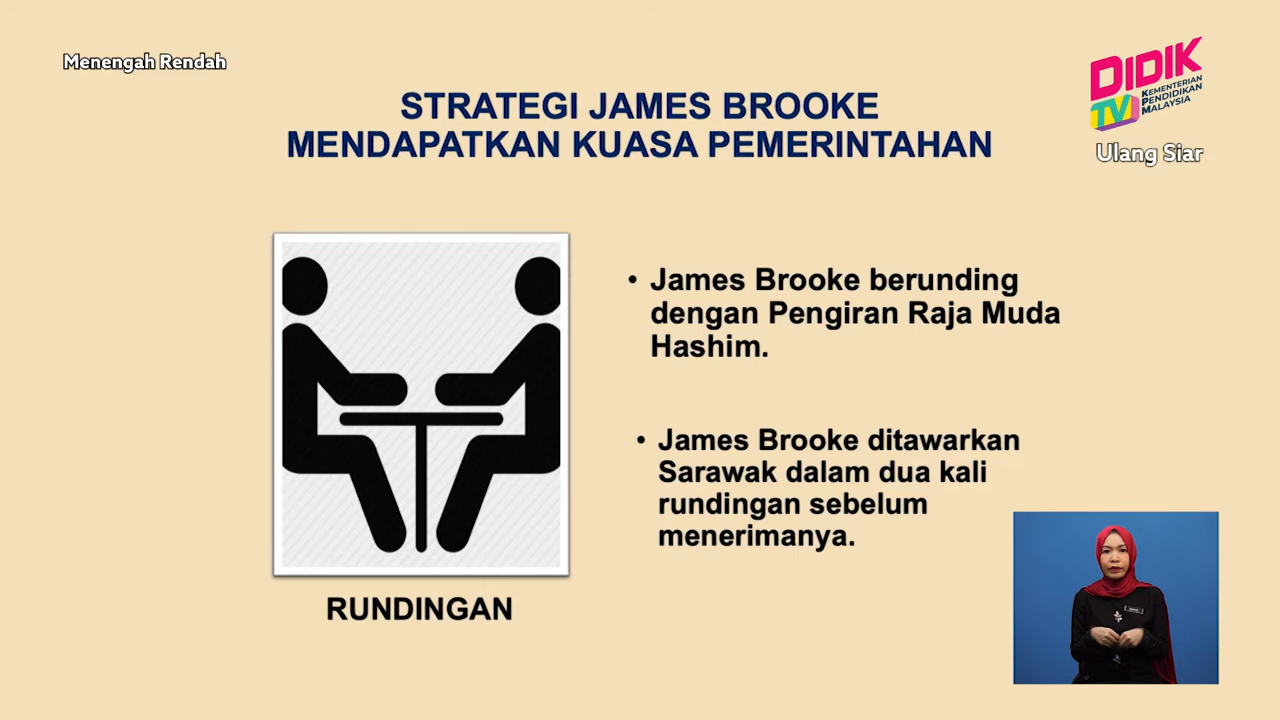 Menengah Rendah
DIDIK
TV
KEMENTERIAN
PENDIDIKAN
MALAYSIA
Ulang Siar
STRATEGI JAMES BROOKE
MENDAPATKAN KUASA PEMERINTAHAN
• James Brooke berunding
dengan Pengiran Raja Muda
Hashim.
• James Brooke ditawarkan
Sarawak dalam dua kali
rundingan sebelum
menerimanya.
RUNDINGAN